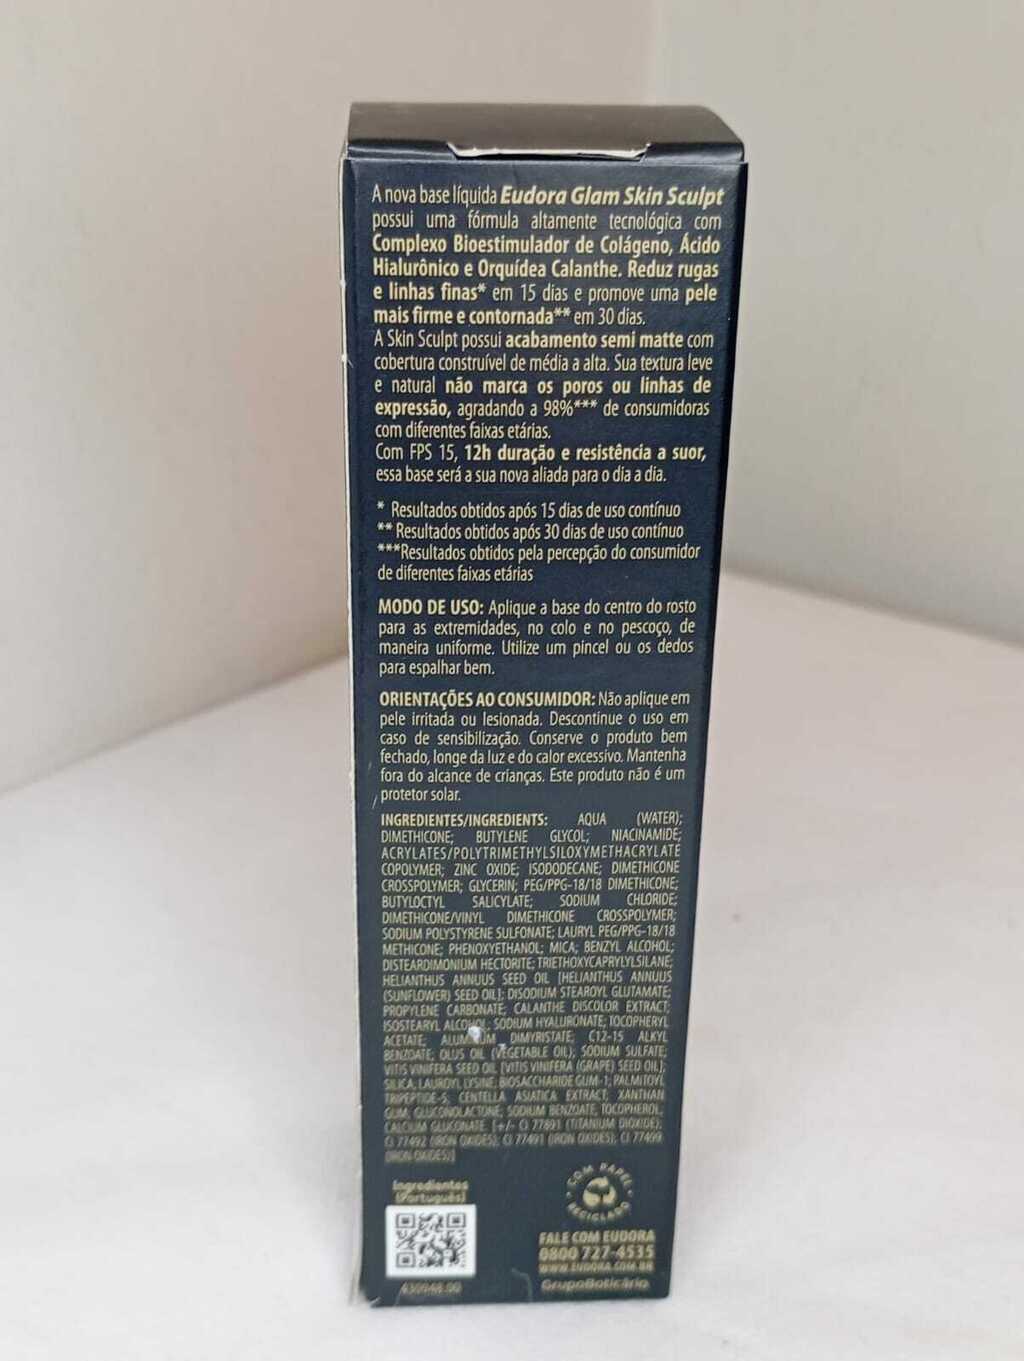 A nova base líquida Eudora Glam Skin Sculpt
possui uma fórmula altamente tecnológica com
Complexo Bioestimulador de Colágeno, Ácido
Hialurônico e Orquídea Calanthe. Reduz rugas
e linhas finas* em 15 dias e promove uma pele
mais firme e contornada** em 30 dias.
A Skin Sculpt possui acabamento semi matte com
cobertura construível de média a alta. Sua textura leve
e natural não marca os poros ou linhas de
expressão, agradando a 98%*** de consumidoras
com diferentes faixas etárias.
Com FPS 15, 12h duração e resistência a suor,
essa base será a sua nova aliada para o dia a dia.
* Resultados obtidos após 15 dias de uso contínuo
** Resultados obtidos após 30 dias de uso contínuo
***Resultados obtidos pela percepção do consumidor
de diferentes faixas etárias
MODO DE USO: Aplique a base do centro do rosto
para as extremidades, no colo e no pescoço, de
maneira uniforme. Utilize um pincel ou os dedos
para espalhar bem.
ORIENTAÇÕES AO CONSUMIDOR: Não aplique em
pele irritada ou lesionada. Descontinue o uso em
caso de sensibilização. Conserve o produto bem
fechado, longe da luz e do calor excessivo. Mantenha
fora do alcance de crianças. Este produto não é um
protetor solar.
INGREDIENTES/INGREDIENTS: AQUA (WATER);
DIMETHICONE; BUTYLENE GLYCOL; NIACINAMIDE;
ACRYLATES/POLYTRIMETHYLSILOXYMETHACRYLATE
COPOLYMER; ZINC OXIDE; ISODODECANE; DIMETHICONE
CROSSPOLYMER; GLYCERIN; PEG/PPG-18/18 DIMETHICONE;
BUTYLOCTYL SALICYLATE; SODIUM CHLORIDE;
DIMETHICONE/VINYL DIMETHICONE CROSSPOLYMER;
SODIUM POLYSTYRENE SULFONATE; LAURYL PEG/PPG-18/18
METHICONE; PHENOXYETHANOL; MICA; BENZYL ALCOHOL;
DISTEARDIMONIUM HECTORITE; TRIETHOXYCAPRYLYLSILANE;
HELIANTHUS ANNUUS SEED OIL [HELIANTHUS ANNUUS
(SUNFLOWER) SEED OIL]; DISODIUM STEAROYL GLUTAMATE;
PROPYLENE CARBONATE; CALANTHE DISCOLOR EXTRACT;
ISOSTEARYL ALCOHOL; SODIUM HYALURONATE; TOCOPHERYL
ACETATE; ALUMINUM DIMYRISTATE; C12-15 ALKYL
BENZOATE; OLUS OIL (VEGETABLE OIL); SODIUM SULFATE;
VITIS VINIFERA SEED OIL [VITIS VINIFERA (GRAPE) SEED OIL];
SILICA; LAUROYL LYSINE; BIOSACCHARIDE GUM-1; PALMITOYL
TRIPEPTIDE-5; CENTELLA ASIATICA EXTRACT; XANTHAN
GUM; GLUCONOLACTONE; SODIUM BENZOATE; TOCOPHEROL;
CALCIUM GLUCONATE. [+/- CI 77891 (TITANIUM DIOXIDE);
CI 77492 (IRON OXIDES); CI 77491 (IRON OXIDES); CI 77499
(IRON OXIDES)]
Ingredientes
(Português)
COM PAPEL
RECICLADO
FALE COM EUDORA
0800 727-4535
WWW.EUDORA.COM.BR
GrupoBoticário